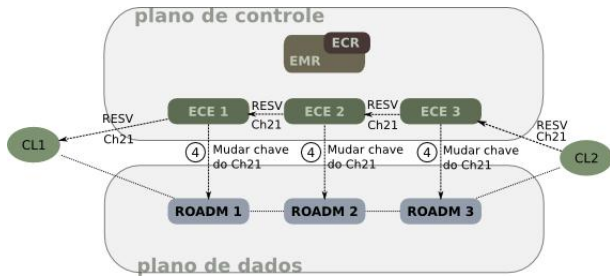 plano de controle
ECR
EMR
ECE 1
RESV
Ch21
ECE 2
RESV
Ch21
ECE 3
RESV
Ch21
RESV
Ch21
CL1
CL2
4
Mudar chave
do Ch21
4
Mudar chave
do Ch21
4
Mudar chave
do Ch21
ROADM 1
ROADM 2
ROADM 3
plano de dados